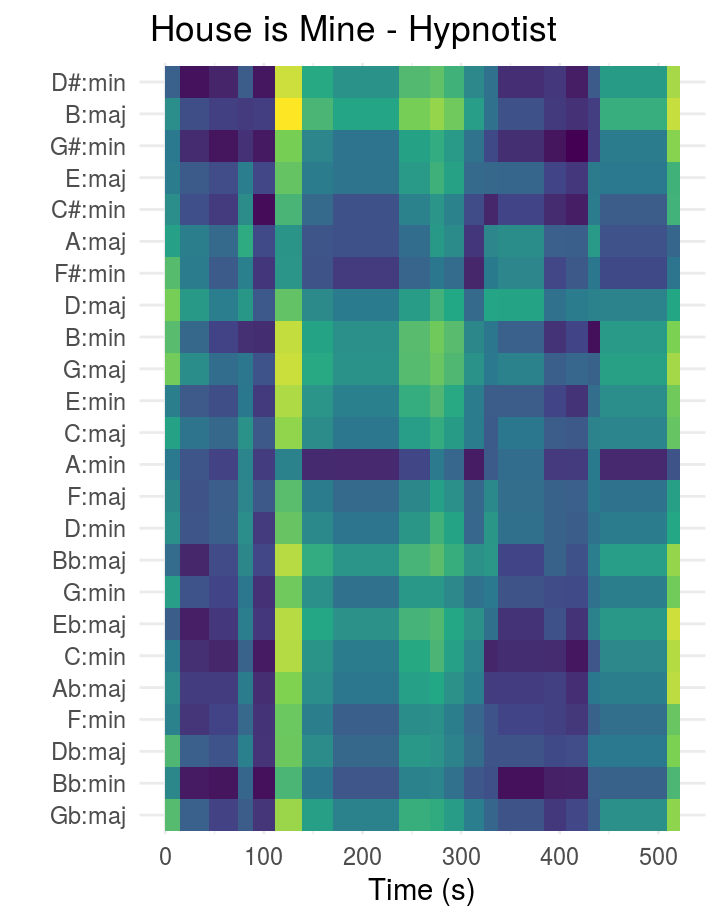 House is Mine - Hypnotist
D#:min
B:maj
G#:min
E:maj
C#:min
A:maj
F#:min
D:maj
B:min
G:maj
E:min
C:maj
A:min
F:maj
D:min
Bb:maj
G:min
Eb:maj
C:min
Ab:maj
F:min
Db:maj
Bb:min
Gb:maj
0 100 200 300 400 500
Time (s)